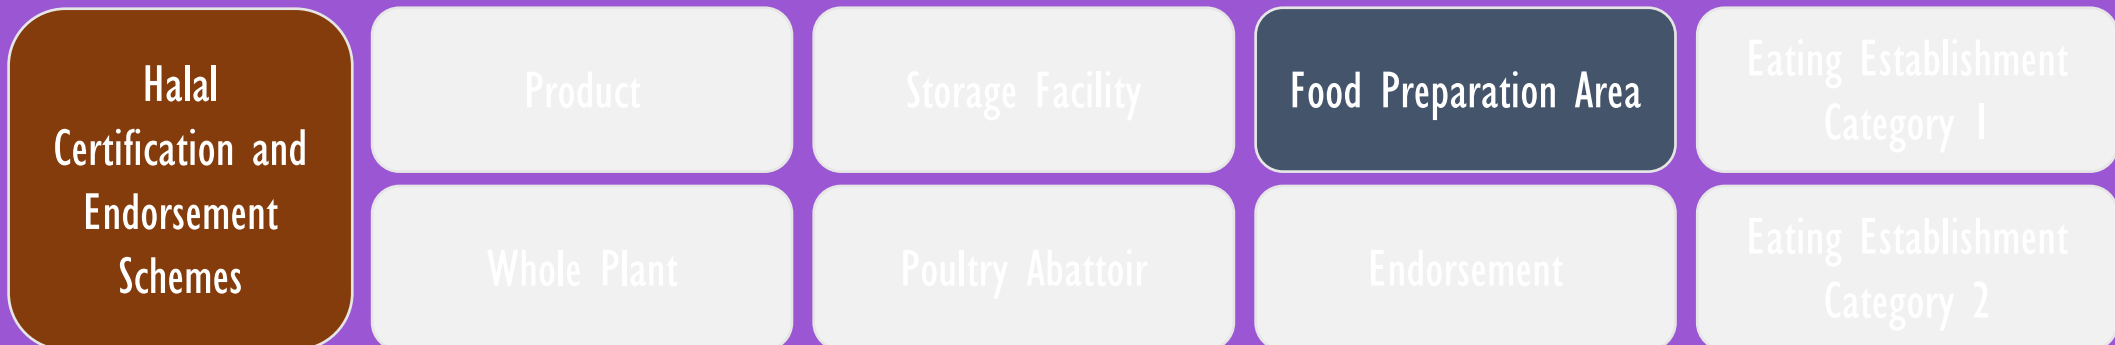 Halal
Certification and
Endorsement
Schemes
Product
Storage Facility
Food Preparation Area
Eating Establishment
Category 1
Whole Plant
Poultry Abattoir
Endorsement
Eating Establishment
Category 2